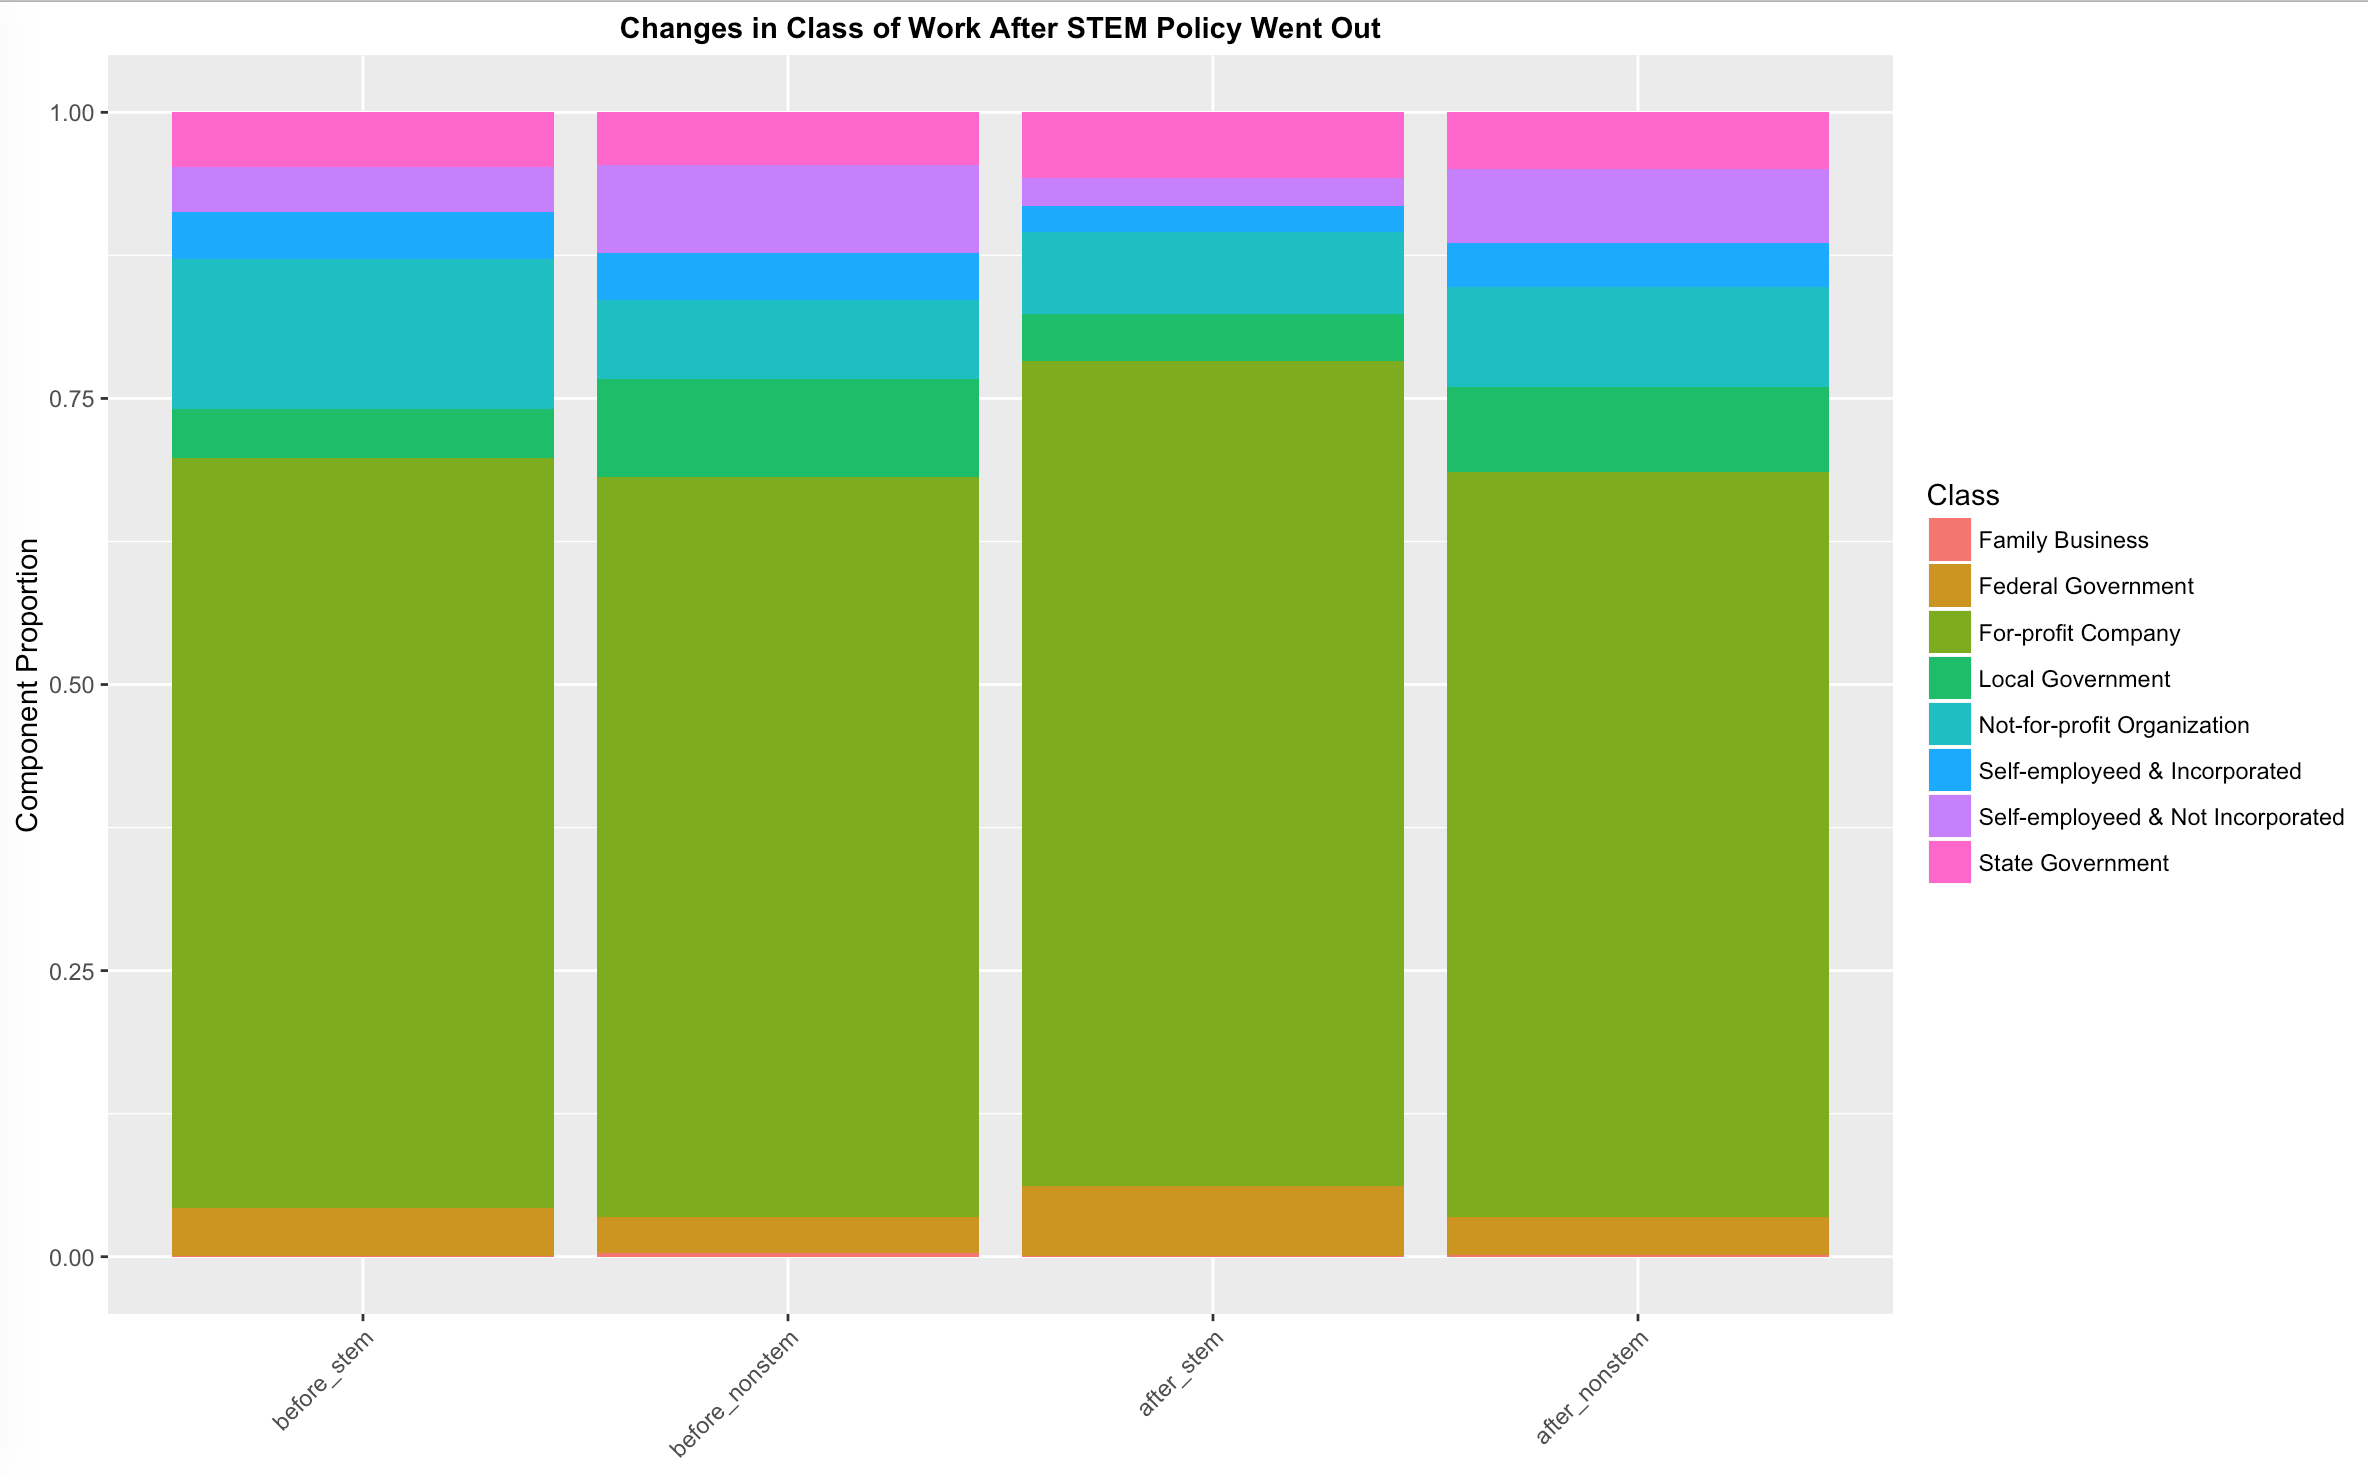 Changes in Class of Work After STEM Policy Went Out
Component Proportion
1.00
0.75
0.50
0.25
0.00
before_stem
before_nonstem
after_stem
after_nonstem
Class
Family Business
Federal Government
For-profit Company
Local Government
Not-for-profit Organization
Self-employeed & Incorporated
Self-employeed & Not Incorporated
State Government